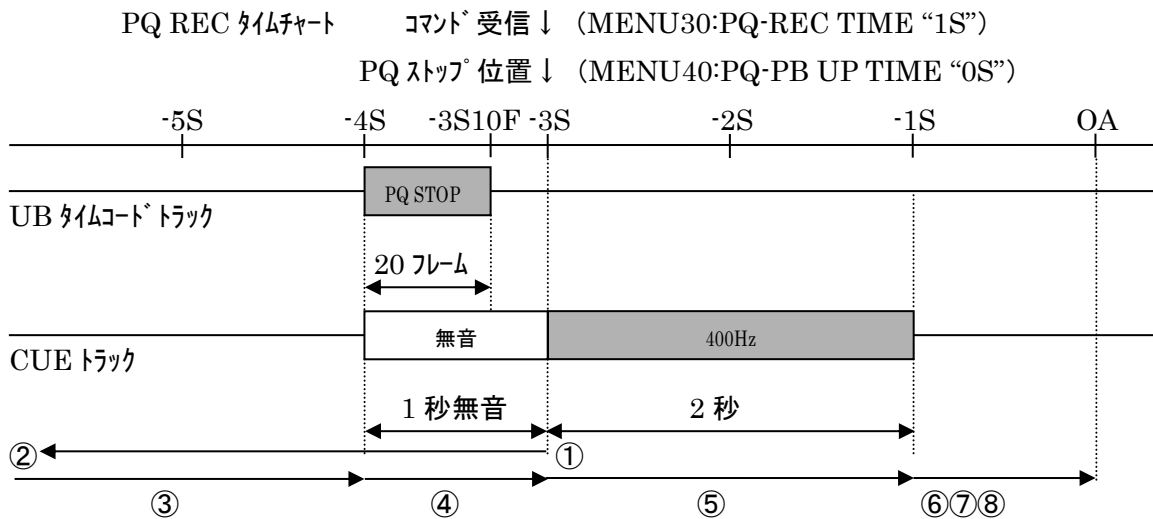 PQ REC ﾀｲﾑﾁｬｰﾄ ｺﾏﾝﾄﾞ受信↓ （MENU30:PQ-REC TIME “1S”）
PQ ｽﾄｯﾌﾟ位置↓ （MENU40:PQ-PB UP TIME “0S”）
-5S -4S -3S10F -3S -2S -1S OA
PQ STOP
UB ﾀｲﾑｺｰﾄﾞﾄﾗｯｸ
20 ﾌﾚｰﾑ
無音 400Hz
CUE ﾄﾗｯｸ
1 秒無音 2 秒
② ①
③ ④ ⑤ ⑥⑦⑧